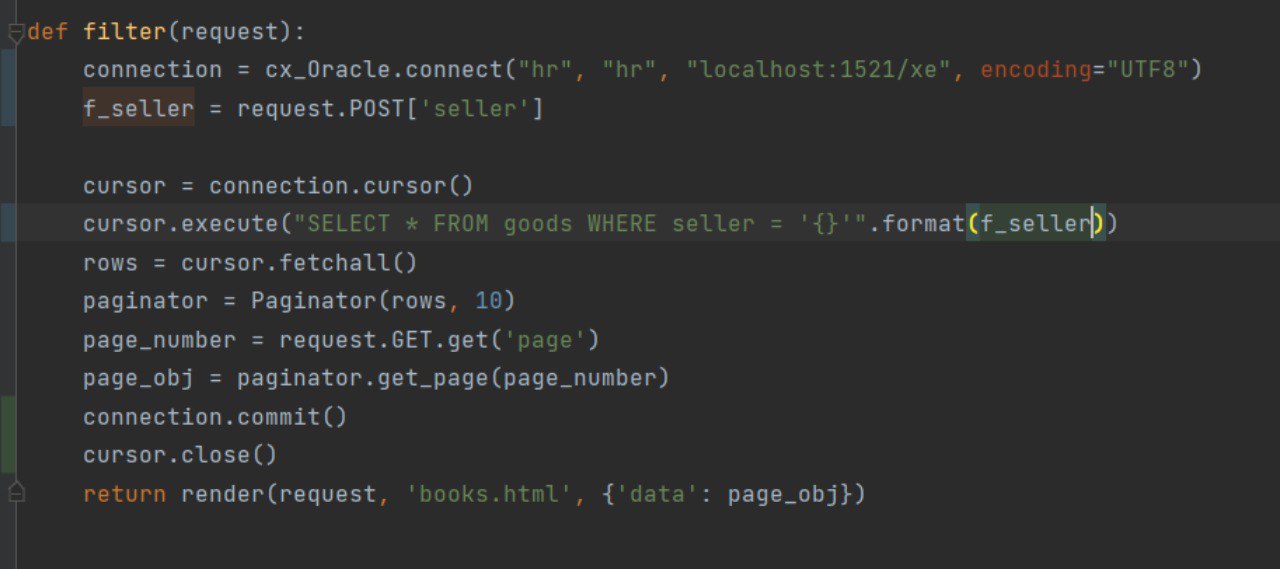 def filter(request):
connection = cx_Oracle.connect("hr", "hr", "localhost:1521/xe", encoding="UTF8")
f_seller = request.POST['seller']
cursor = connection.cursor()
cursor.execute("SELECT * FROM goods WHERE seller = '{}'".format(f_seller))
rows = cursor.fetchall()
paginator = Paginator(rows, 10)
page_number = request.GET.get('page')
page_obj = paginator.get_page(page_number)
connection.commit()
cursor.close()
return render(request, 'books.html', {'data': page_obj})